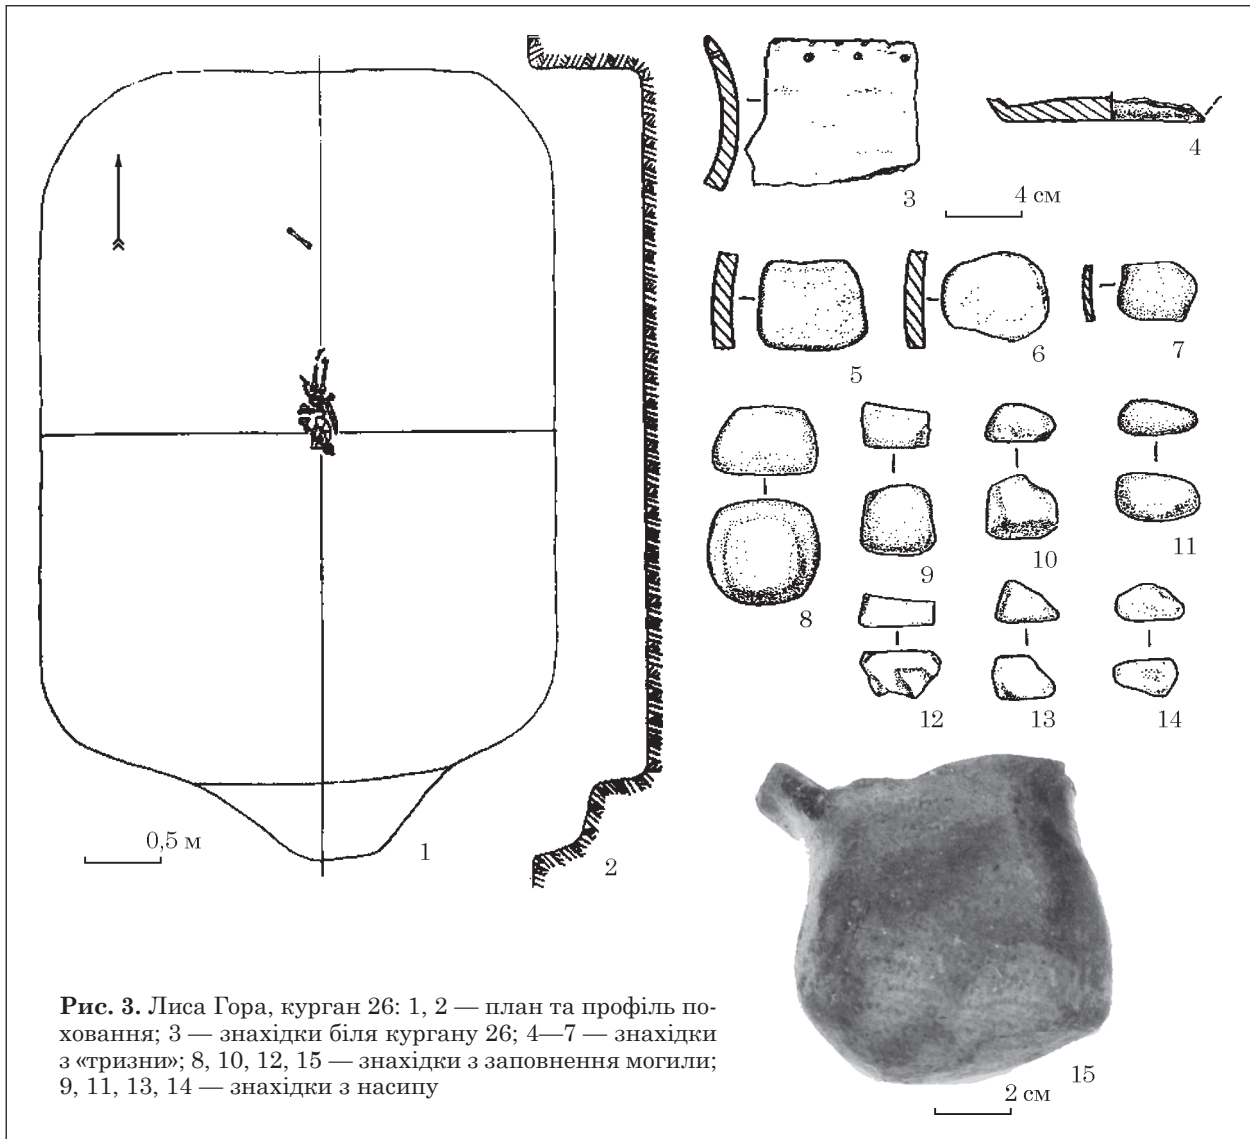 3
4 см
4
5
6
7
8
9
10
11
12
13
14
0,5 м
1
2
15
2 см
Рис. 3. Лиса Гора, курган 26: 1, 2 — план та профіль по-
ховання; 3 — знахідки біля кургану 26; 4—7 — знахідки
з «тризни»; 8, 10, 12, 15 — знахідки з заповнення могили;
9, 11, 13, 14 — знахідки з насипу